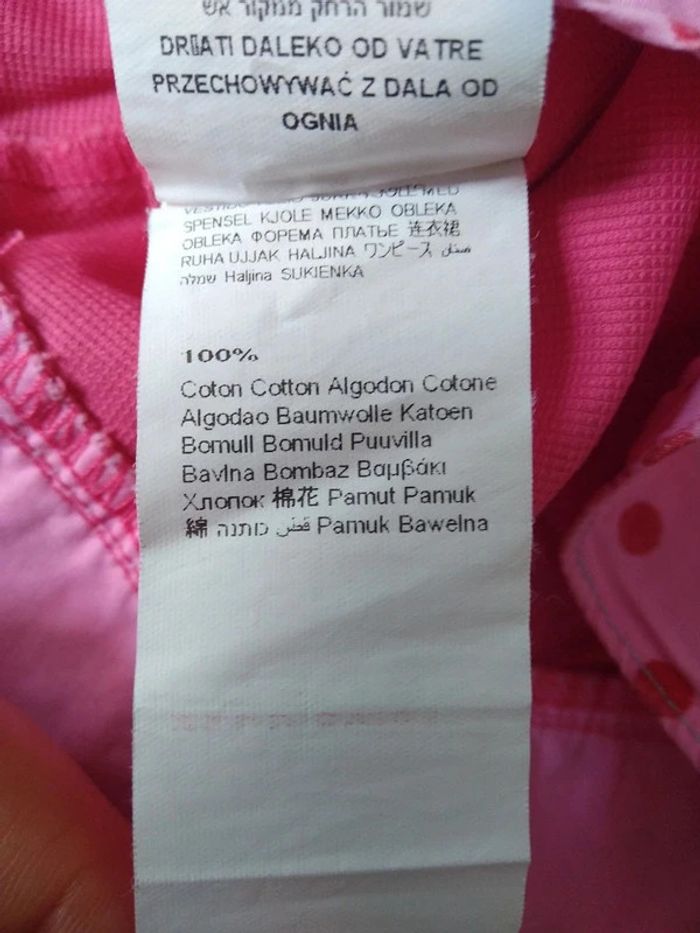 שמור הרחק ממקור אש
DRŽATI DALEKO OD VATRE
PRZECHOWYWAĆ Z DALA OD
OGNIA
SPENSEL KJOLE MEKKO OBLEKA
OBLEKA ΦΟΡΕΜΑ ПЛАТЬЕ 连衣裙
RUHA UJJAK HALJINA ワンピース فستان
שמלה Haljina SUKIENKA
100%
Coton Cotton Algodon Cotone
Algodao Baumwolle Katoen
Bomull Bomuld Puuvilla
Bavlna Bombaz Βαμβάκι
Хлопок 棉花 Pamut Pamuk
綿 כותנה قطن Pamuk Bawelna